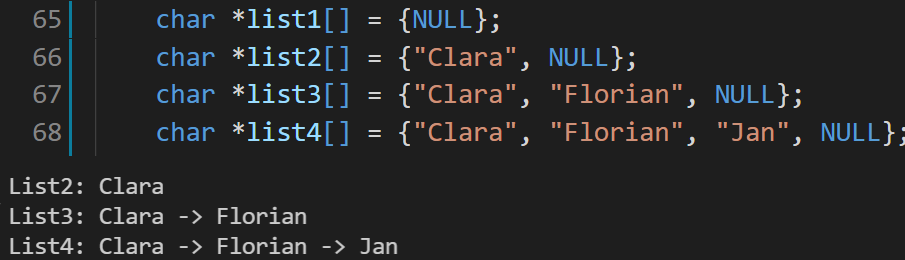 65 char *list1[] = {NULL};
66 char *list2[] = {"Clara", NULL};
67 char *list3[] = {"Clara", "Florian", NULL};
68 char *list4[] = {"Clara", "Florian", "Jan", NULL};
List2: Clara
List3: Clara -> Florian
List4: Clara -> Florian -> Jan